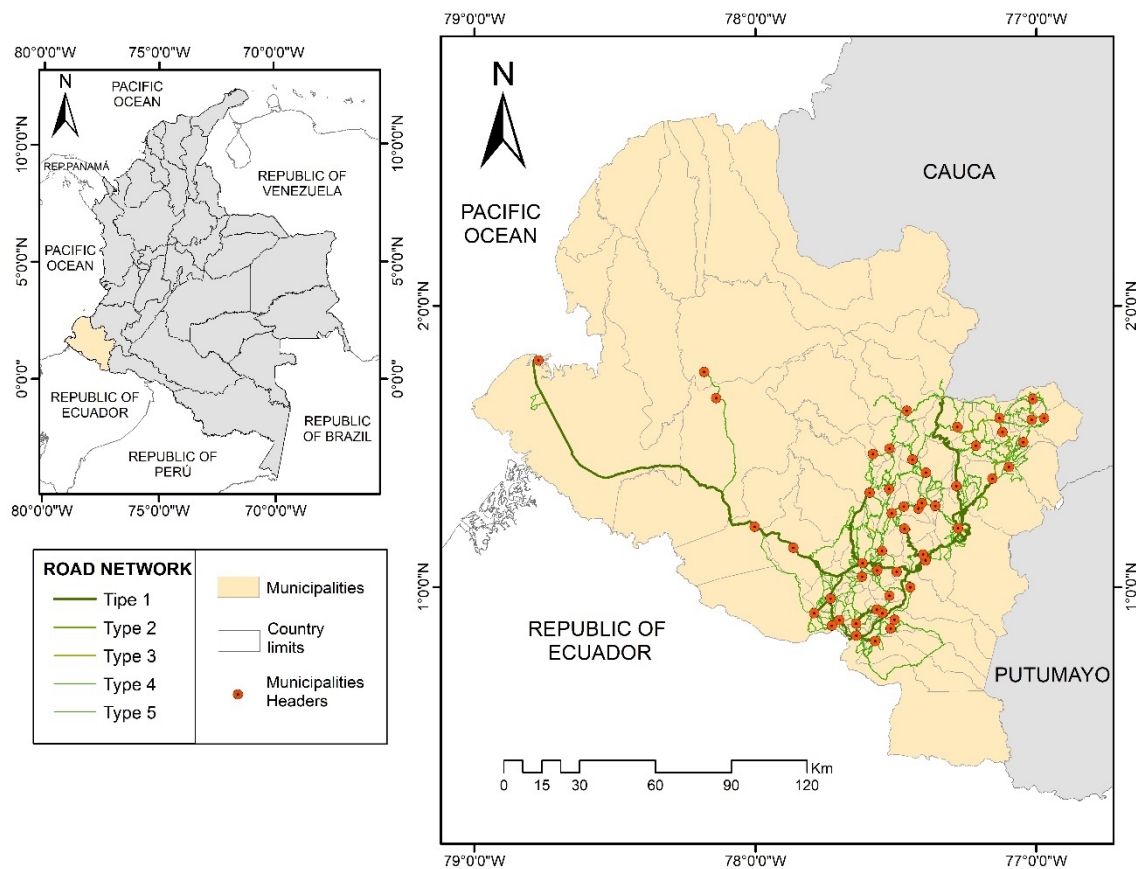 80°0'0"W 75°0'0"W 70°0'0"W
N
PACIFIC
OCEAN
10°0'0"N
10°0'0"N
REP.PANAMÁ
REPUBLIC OF
VENEZUELA
PACIFIC
OCEAN
5°0'0"N
5°0'0"N
0°0'0"
0°0'0"
REPUBLIC OF
ECUADOR
REPUBLIC
OF BRAZIL
REPUBLIC OF
PERÚ
80°0'0"W 75°0'0"W 70°0'0"W
ROAD NETWORK
Tipe 1
Type 2
Type 3
Type 4
Type 5
Municipalities
Country
limits
Municipalities
Headers
79°0'0"W 78°0'0"W 77°0'0"W
N
CAUCA
PACIFIC
OCEAN
2°0'0"N
2°0'0"N
1°0'0"N
1°0'0"N
REPUBLIC OF
ECUADOR
PUTUMAYO
Km
0 15 30 60 90 120
79°0'0"W 78°0'0"W 77°0'0"W